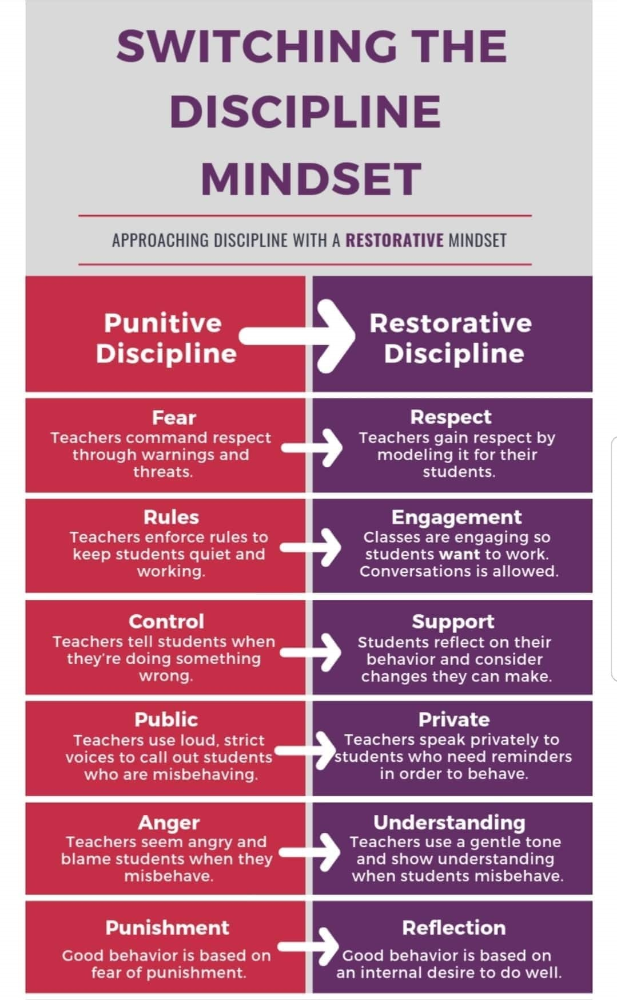 SWITCHING THE
DISCIPLINE
MINDSET
APPROACHING DISCIPLINE WITH A RESTORATIVE MINDSET
Punitive
Discipline
Restorative
Discipline
Fear
Teachers command respect
through warnings and
threats.
Respect
Teachers gain respect by
modeling it for their
students.
Rules
Teachers enforce rules to
keep students quiet and
working.
Engagement
Classes are engaging so
students want to work.
Conversations is allowed.
Control
Teachers tell students when
they're doing something
wrong.
Support
Students reflect on their
behavior and consider
changes they can make.
Public
Teachers use loud, strict
voices to call out students
who are misbehaving.
Private
Teachers speak privately to
students who need reminders
in order to behave.
Anger
Teachers seem angry and
blame students when they
misbehave.
Understanding
Teachers use a gentle tone
and show understanding
when students misbehave.
Punishment
Good behavior is based on
fear of punishment.
Reflection
Good behavior is based on
an internal desire to do well.